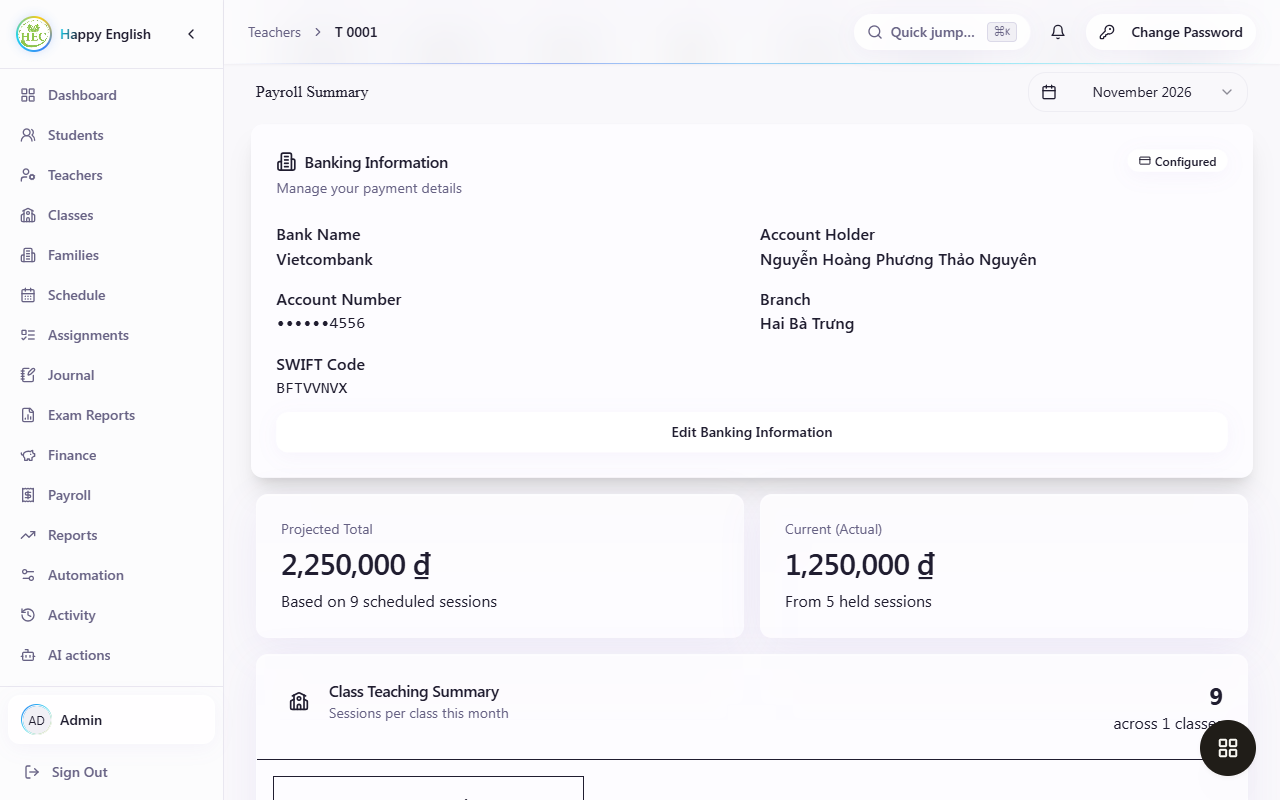 HEC
Happy English
Dashboard
Students
Teachers
Classes
Families
Schedule
Assignments
Journal
Exam Reports
Finance
Payroll
Reports
Automation
Activity
AI actions
AD Admin
Sign Out
Teachers > T 0001
Quick jump... ⌘K
Change Password
Payroll Summary
November 2026
Banking Information
Configured
Manage your payment details
Bank Name
Vietcombank
Account Holder
Nguyễn Hoàng Phương Thảo Nguyên
Account Number
••••••4556
Branch
Hai Bà Trưng
SWIFT Code
BFTVVNVX
Edit Banking Information
Projected Total
2,250,000 ₫
Based on 9 scheduled sessions
Current (Actual)
1,250,000 ₫
From 5 held sessions
Class Teaching Summary
Sessions per class this month
9
across 1 classes